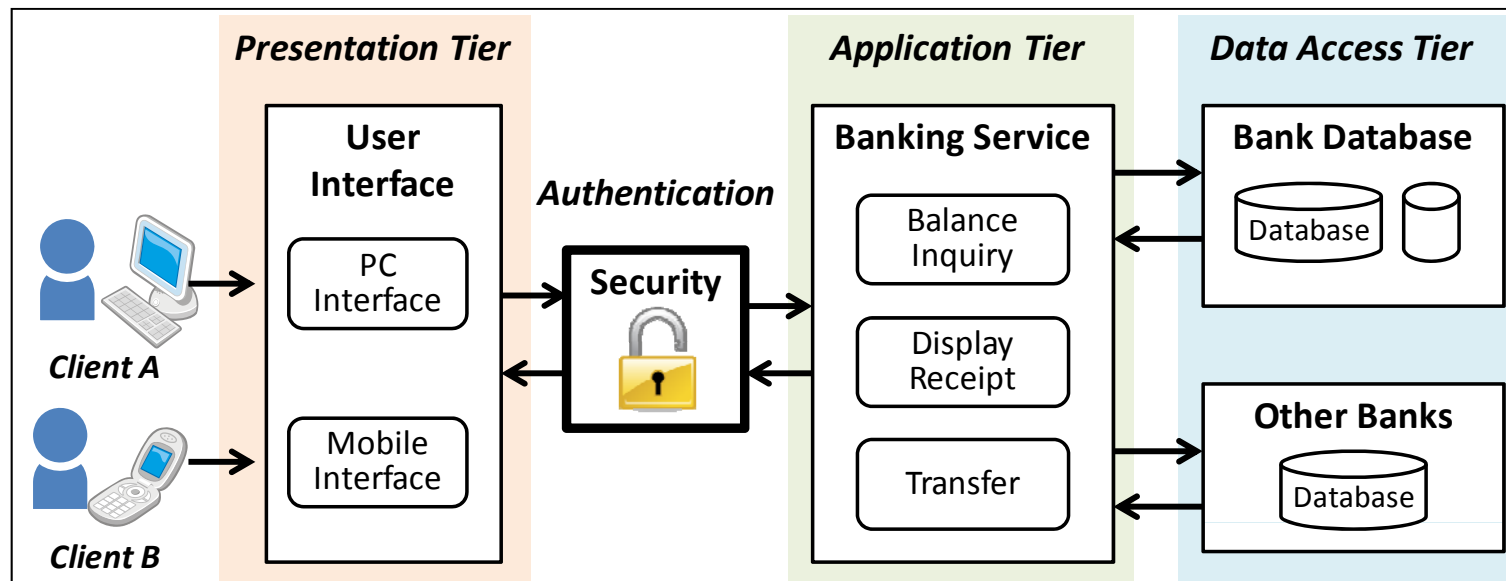 Presentation Tier
Application Tier
Data Access Tier
User
Interface
PC
Interface
Mobile
Interface
Client A
Client B
Authentication
Security
Banking Service
Balance
Inquiry
Display
Receipt
Transfer
Bank Database
Database
Other Banks
Database